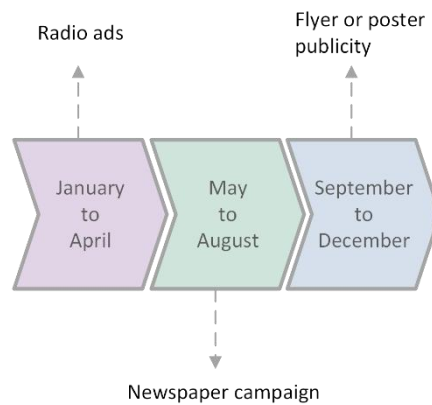 Radio ads
Flyer or poster
publicity
January
to
April
May
to
August
September
to
December
Newspaper campaign